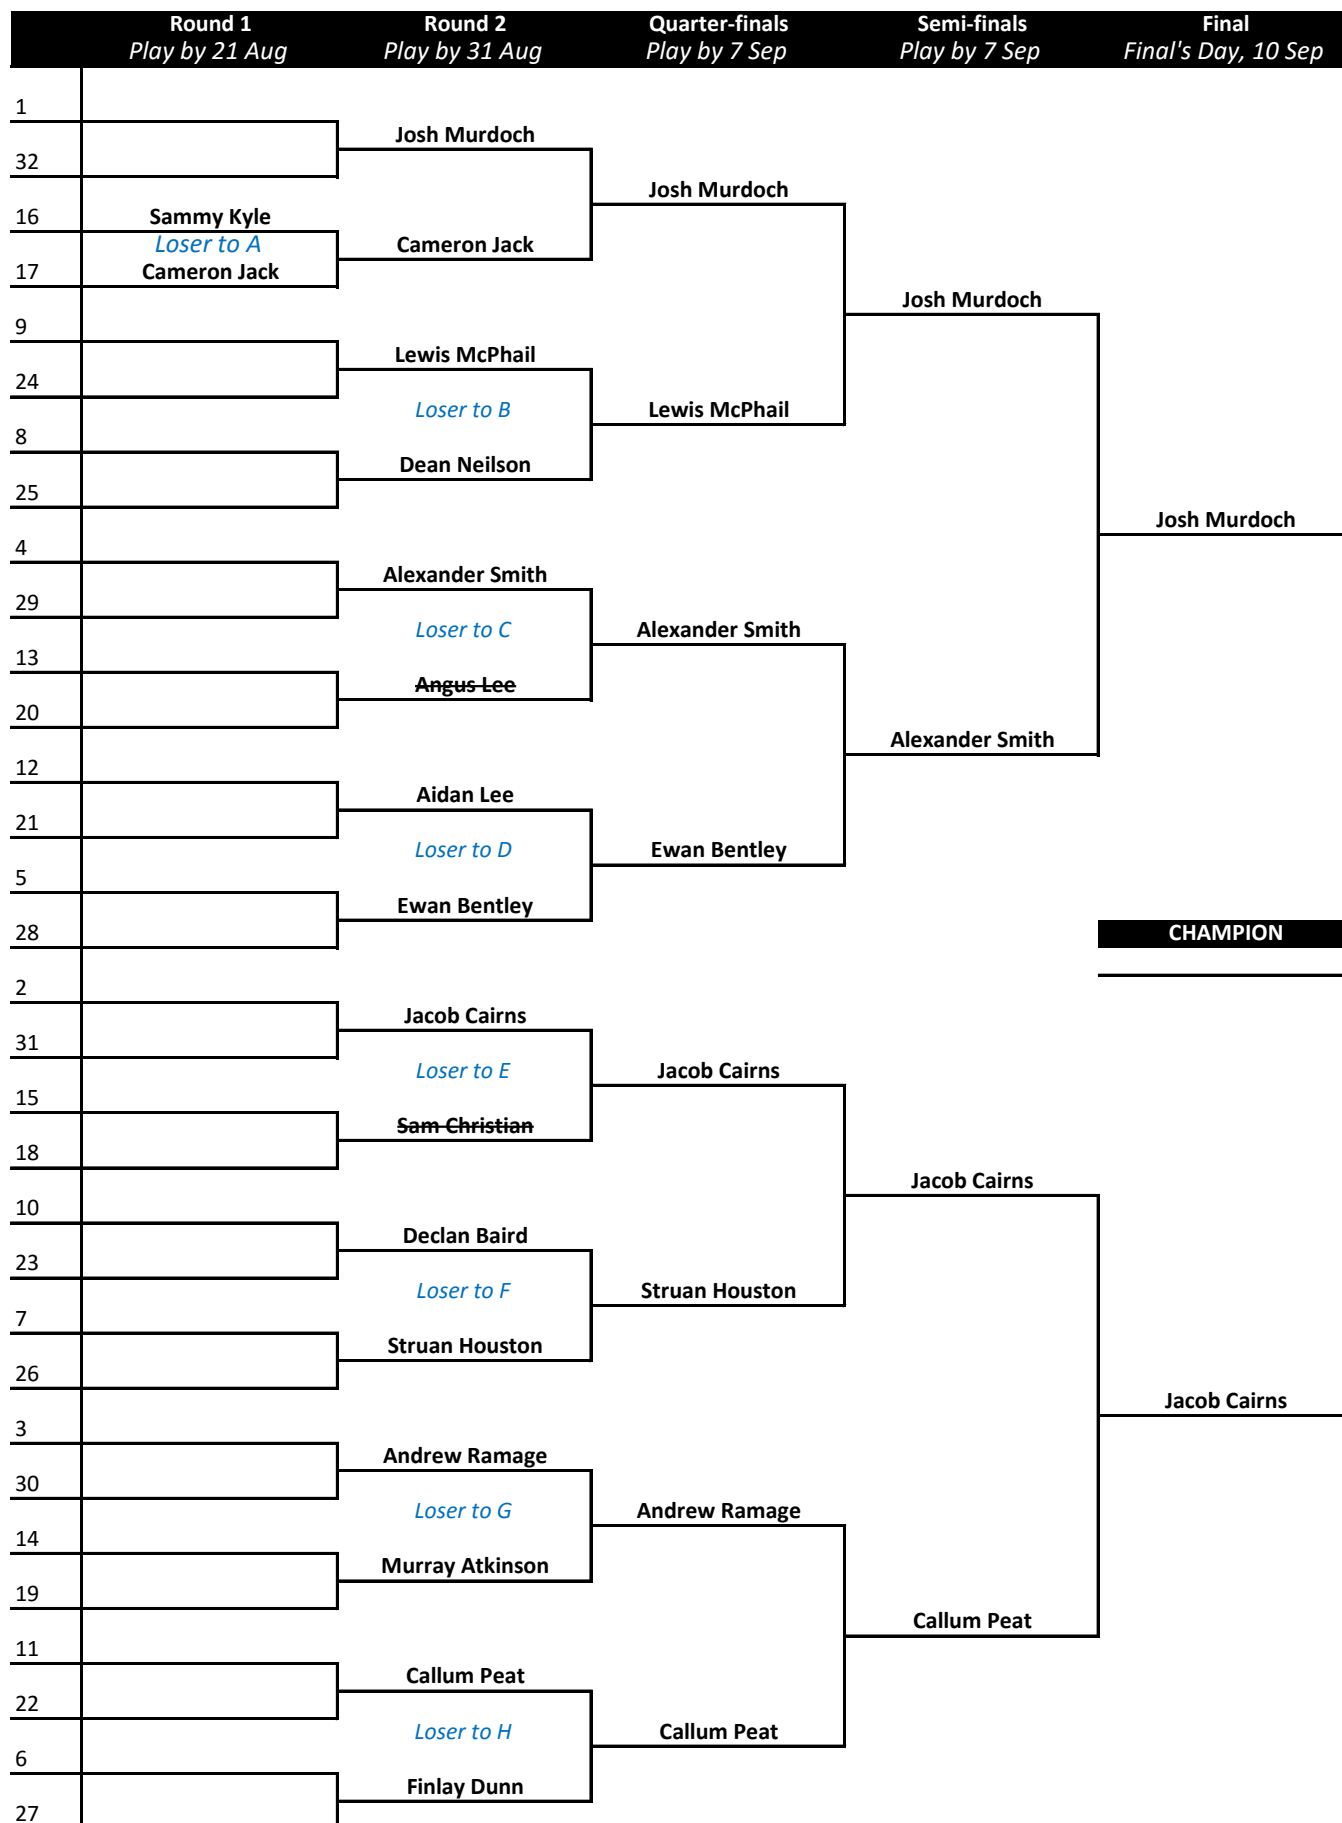 Round 1 Round 2 Quarter-finals Semi-finals Final
Play by 21 Aug Play by 31 Aug Play by 7 Sep Play by 7 Sep Final's Day, 10 Sep
1
Josh Murdoch
32
Josh Murdoch
16 Sammy Kyle
Loser to A Cameron Jack
17 Cameron Jack
Josh Murdoch
9
Lewis McPhail
24
Loser to B Lewis McPhail
8
Dean Neilson
25
Josh Murdoch
4
Alexander Smith
29
Loser to C Alexander Smith
13
Angus Lee
20
Alexander Smith
12
Aidan Lee
21
Loser to D Ewan Bentley
5
Ewan Bentley
28 CHAMPION
2
Jacob Cairns
31
Loser to E Jacob Cairns
15
Sam Christian
18
Jacob Cairns
10
Declan Baird
23
Loser to F Struan Houston
7
Struan Houston
26
Jacob Cairns
3
Andrew Ramage
30
Loser to G Andrew Ramage
14
Murray Atkinson
19
Callum Peat
11
Callum Peat
22
Loser to H Callum Peat
6
Finlay Dunn
27